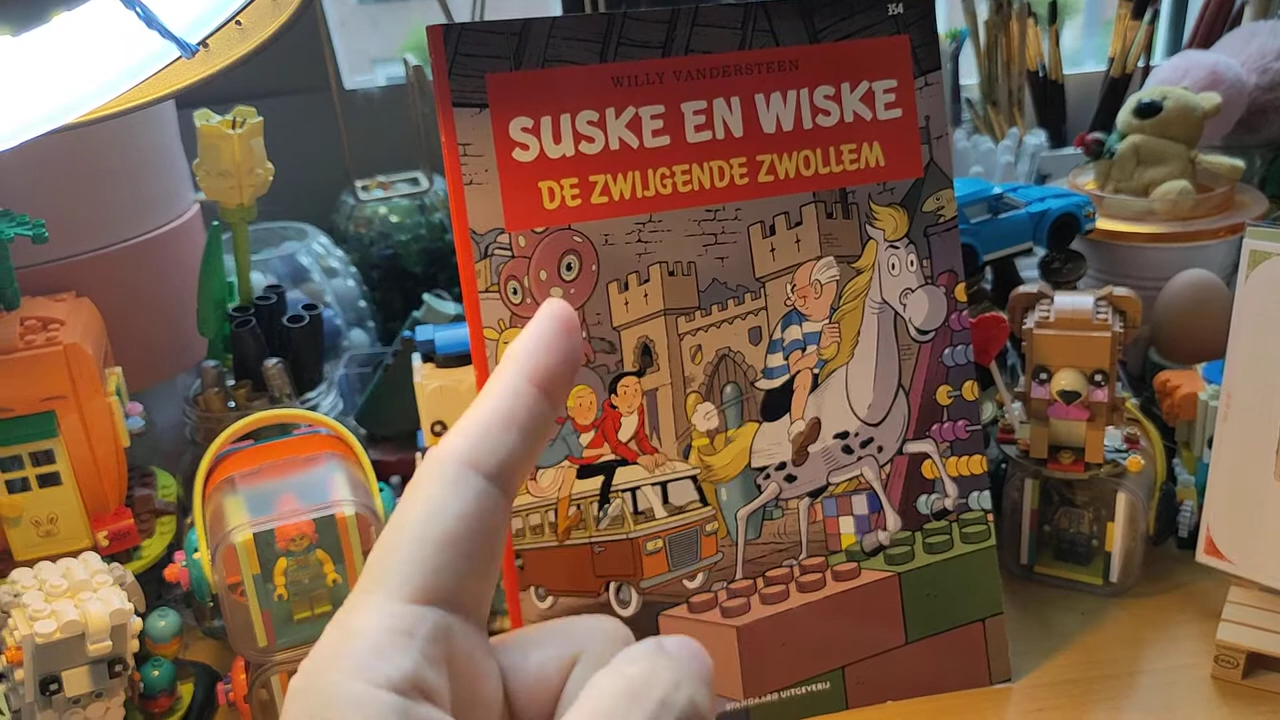 354
WILLY VANDERSTEEN
SUSKE EN WISKE
DE ZWIJGENDE ZWOLLEM
STANDAARD UITGEVERIJ